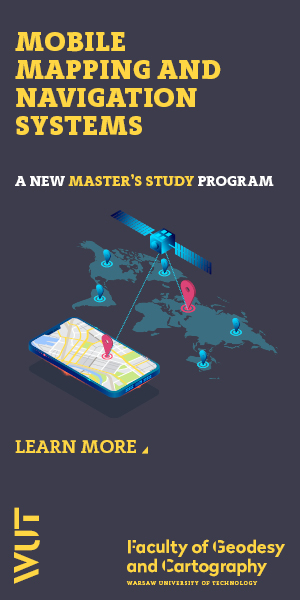 MOBILE
MAPPING AND
NAVIGATION
SYSTEMS
A NEW MASTER'S STUDY PROGRAM
LEARN MORE
WUT
Faculty of Geodesy
and Cartography
WARSAW UNIVERSITY OF TECHNOLOGY